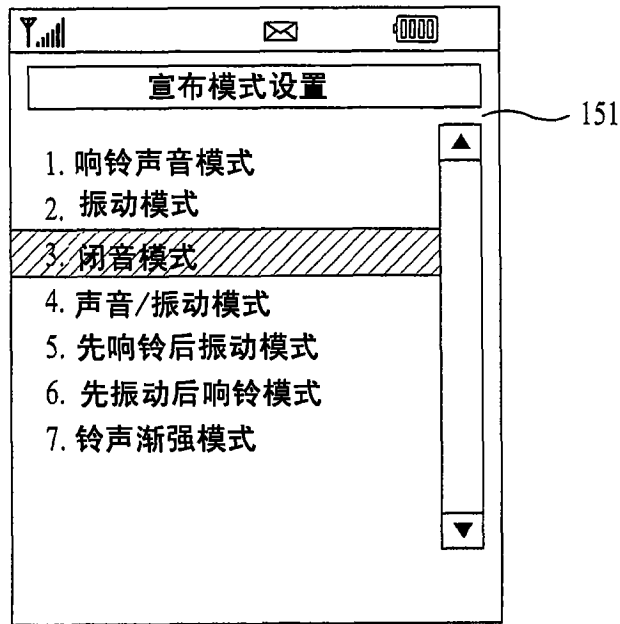 宣布模式设置
151
1. 响铃声音模式
2. 振动模式
3. 闭音模式
4. 声音/振动模式
5. 先响铃后振动模式
6. 先振动后响铃模式
7. 铃声渐强模式